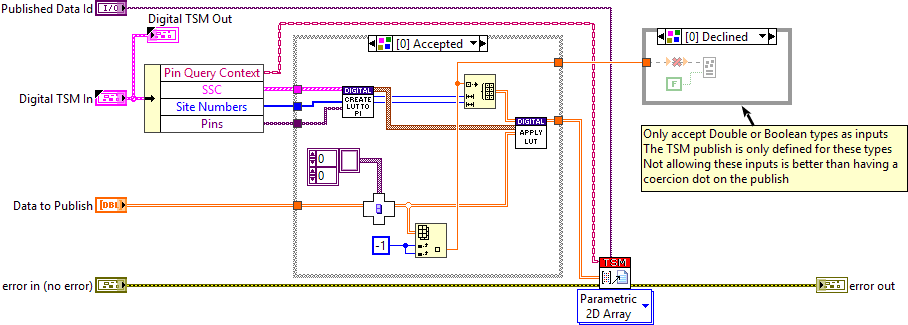 Published Data Id
I/O
Digital TSM Out
[0] Accepted
[0] Declined
Pin Query Context
SSC
Site Numbers
Pins
Digital TSM In
DIGITAL
CREATE
LUT TO
PI
DIGITAL
APPLY
LUT
F
Only accept Double or Boolean types as inputs
The TSM publish is only defined for these types
Not allowing these inputs is better than having a
coercion dot on the publish
0
0
Data to Publish
[DBL]
-1
TSM
error in (no error)
error out
Parametric
2D Array